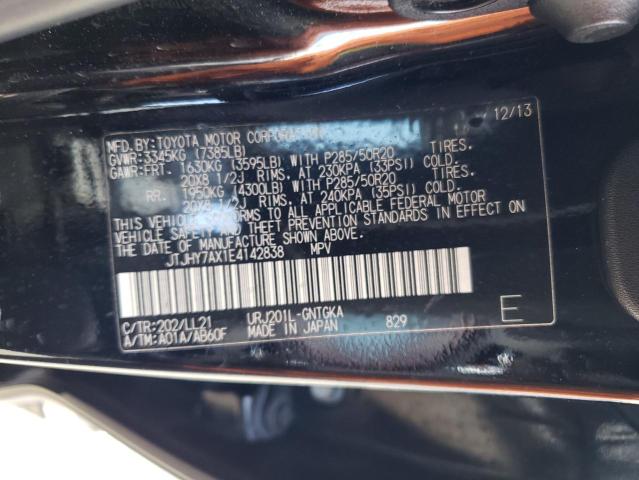 12/13
MFD.BY:TOYOTA MOTOR CORPORATION
GVWR:3345KG (7385LB)
GAWR:FRT. 1630KG (3595LB) WITH P285/50R20 TIRES,
20X8 1/2J RIMS, AT 230KPA (33PSI) COLD.
RR. 1950KG (4300LB) WITH P285/50R20 TIRES,
20X8 1/2J RIMS, AT 240KPA (35PSI) COLD.
THIS VEHICLE CONFORMS TO ALL APPLICABLE FEDERAL MOTOR
VEHICLE SAFETY AND THEFT PREVENTION STANDARDS IN EFFECT ON
THE DATE OF MANUFACTURE SHOWN ABOVE.
JTJHY7AX1E4142838 MPV
C/TR:202/LL21 URJ201L-GNTGKA
A/TM:A01A/AB60F MADE IN JAPAN 829 E